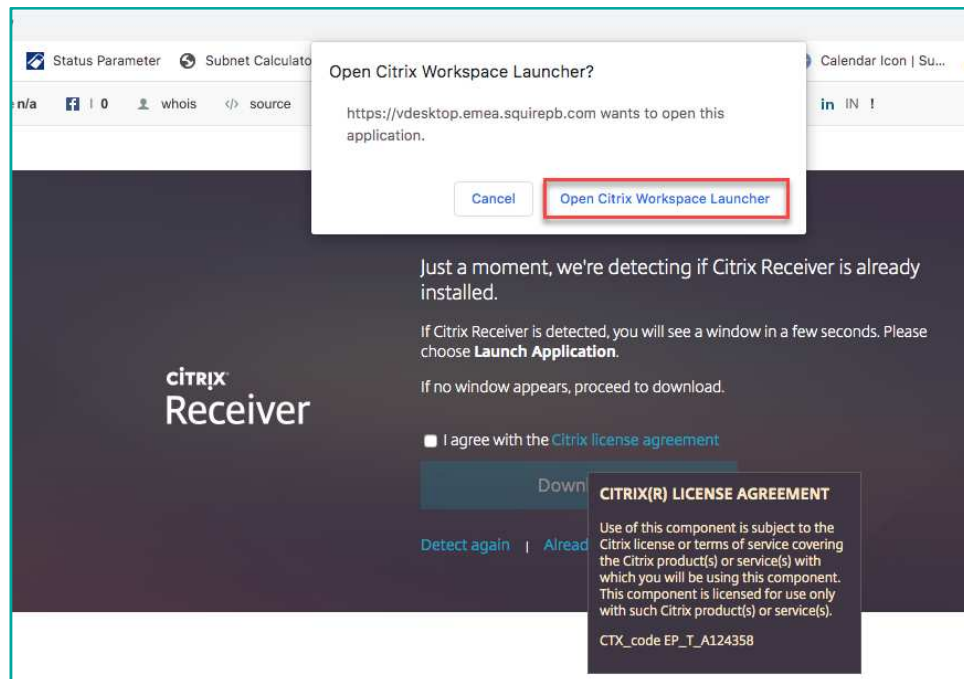 Status Parameter Subnet Calculato
Calendar Icon | Su...
n/a | 0 whois </> source
in IN !
Open Citrix Workspace Launcher?
https://vdesktop.emea.squirepb.com wants to open this
application.
Cancel Open Citrix Workspace Launcher
Just a moment, we're detecting if Citrix Receiver is already
installed.
If Citrix Receiver is detected, you will see a window in a few seconds. Please
choose Launch Application.
If no window appears, proceed to download.
CITRIX
Receiver
I agree with the Citrix license agreement
Downl
Detect again | Alread
CITRIX(R) LICENSE AGREEMENT
Use of this component is subject to the
Citrix license or terms of service covering
the Citrix product(s) or service(s) with
which you will be using this component.
This component is licensed for use only
with such Citrix product(s) or service(s).
CTX_code EP_T_A124358